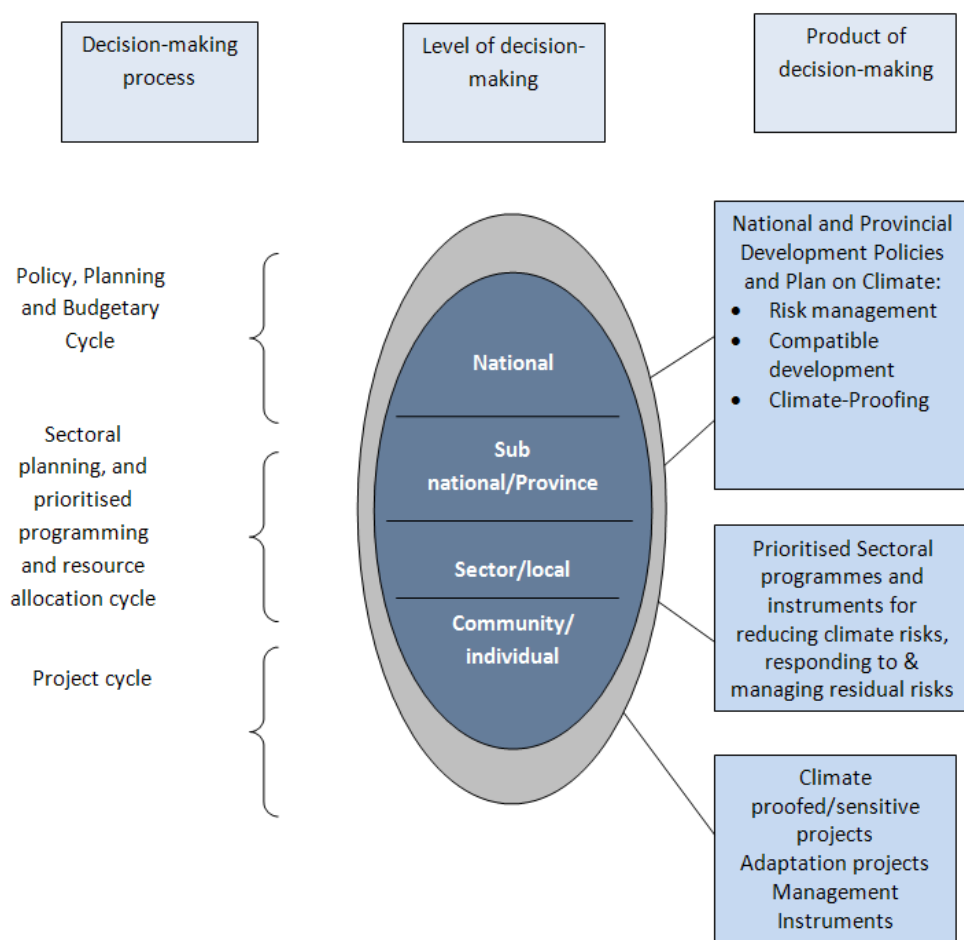 Decision-making
process
Level of decision-
making
Product of
decision-making
Policy, Planning
and Budgetary
Cycle
Sectoral
planning, and
prioritised
programming
and resource
allocation cycle
Project cycle
National
Sub
national/Province
Sector/local
Community/
individual
National and Provincial
Development Policies
and Plan on Climate:
• Risk management
• Compatible
development
• Climate-Proofing
Prioritised Sectoral
programmes and
instruments for
reducing climate risks,
responding to &
managing residual risks
Climate
proofed/sensitive
projects
Adaptation projects
Management
Instruments